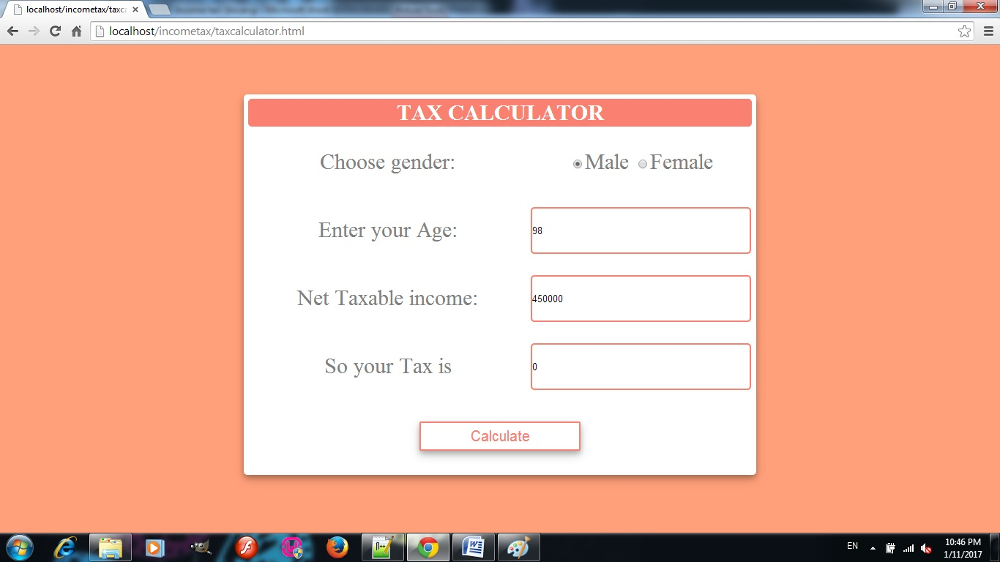 localhost/incometax/taxca
localhost/incometax/taxcalculator.html
TAX CALCULATOR
Choose gender: Male Female
Enter your Age: 98
Net Taxable income: 450000
So your Tax is 0
Calculate
EN 10:46 PM
1/11/2017